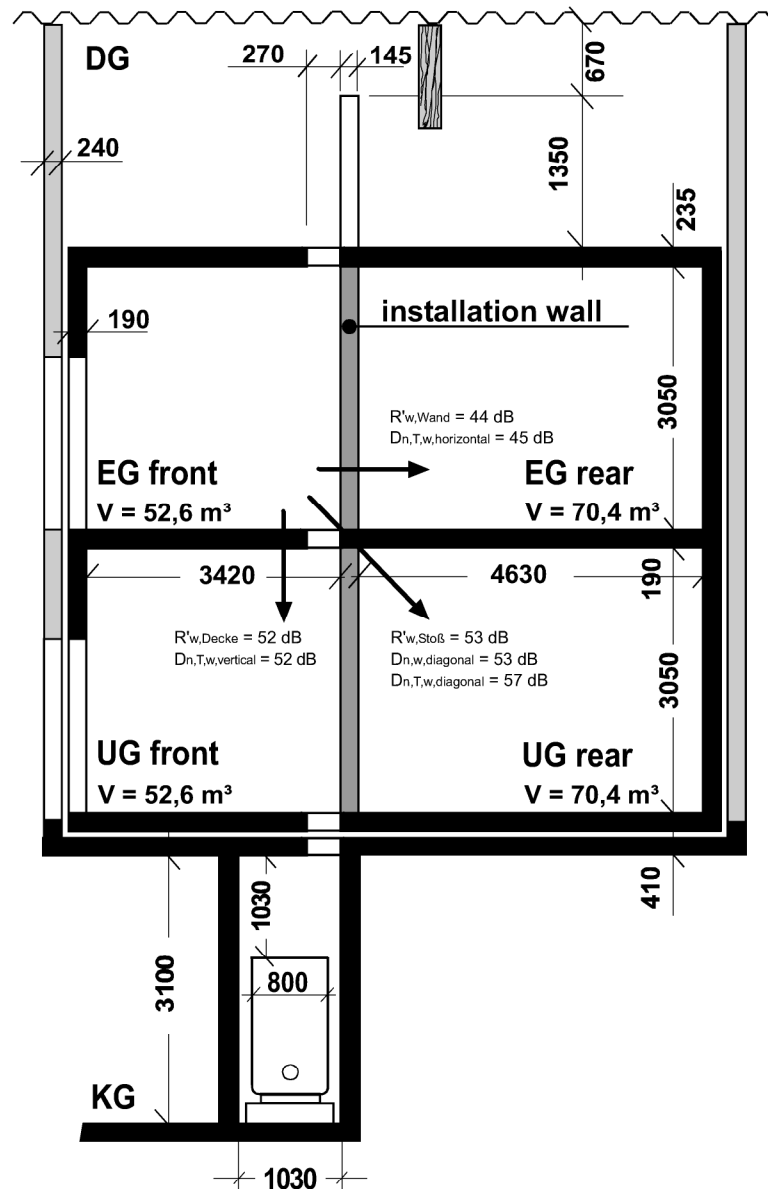 DG
270
145
670
240
1350
235
190
installation wall
3050
R'w,Wand = 44 dB
Dn,T,w,horizontal = 45 dB
EG front
V = 52,6 m³
EG rear
V = 70,4 m³
3420
4630
190
R'w,Decke = 52 dB
Dn,T,w,vertical = 52 dB
R'w,Stoß = 53 dB
Dn,w,diagonal = 53 dB
Dn,T,w,diagonal = 57 dB
3050
UG front
V = 52,6 m³
UG rear
V = 70,4 m³
1030
410
3100
800
KG
1030